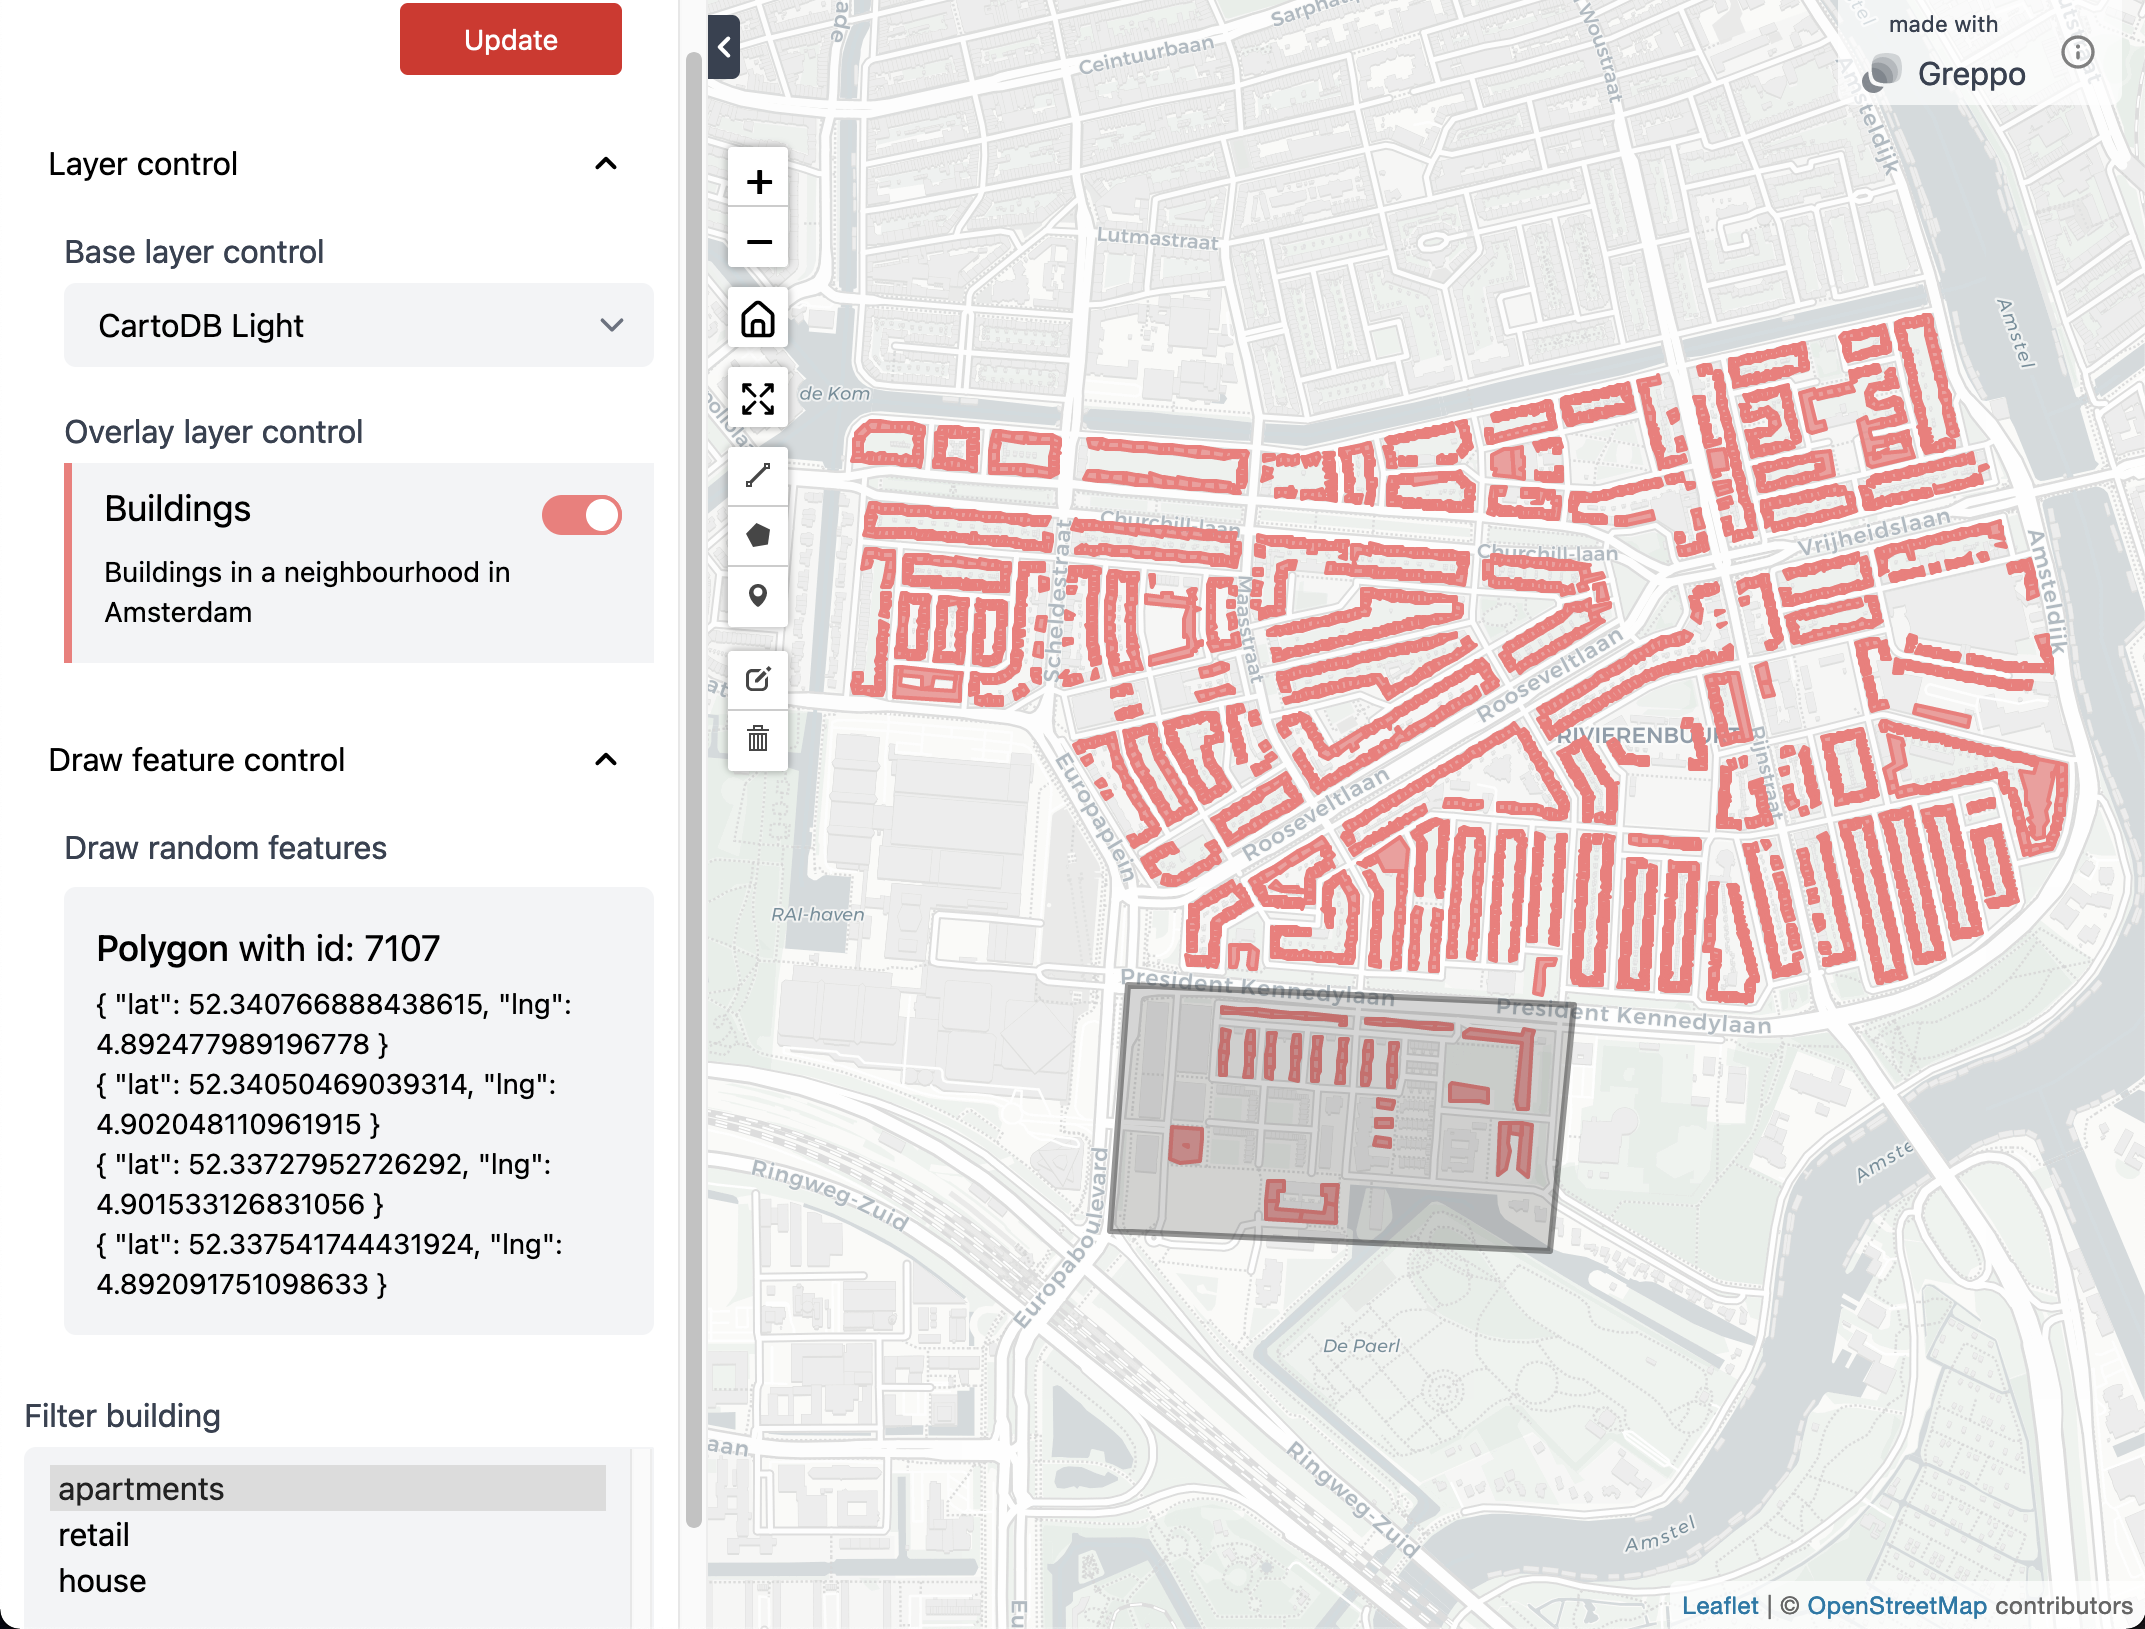 Update
Layer control
Base layer control
CartoDB Light
Overlay layer control
Buildings
Buildings in a neighbourhood in
Amsterdam
Draw feature control
Draw random features
Polygon with id: 7107
{ "lat": 52.340766888438615, "lng":
4.892477989196778 }
{ "lat": 52.34050469039314, "lng":
4.902048110961915 }
{ "lat": 52.33727952726292, "lng":
4.901533126831056 }
{ "lat": 52.337541744431924, "lng":
4.892091751098633 }
Filter building
apartments
retail
house
made with
Greppo
Ceintuurbaan
Woustraat
Amsteldijk
Lutmastraat
Amstel
de Kom
Churchill-laan
Churchill-laan
Vrijheidslaan
Amsteldijk
Scheldestraat
Maasstraat
Rooseveltlaan
RIVIERENBUURT
Rijnstraat
Europaplein
Rooseveltlaan
RAI-haven
President Kennedylaan
President Kennedylaan
Ringweg-Zuid
Europaboulevard
Amste
De Paerl
aan
Ringweg-Zuid
Amstel
Eu
Leaflet | © OpenStreetMap contributors